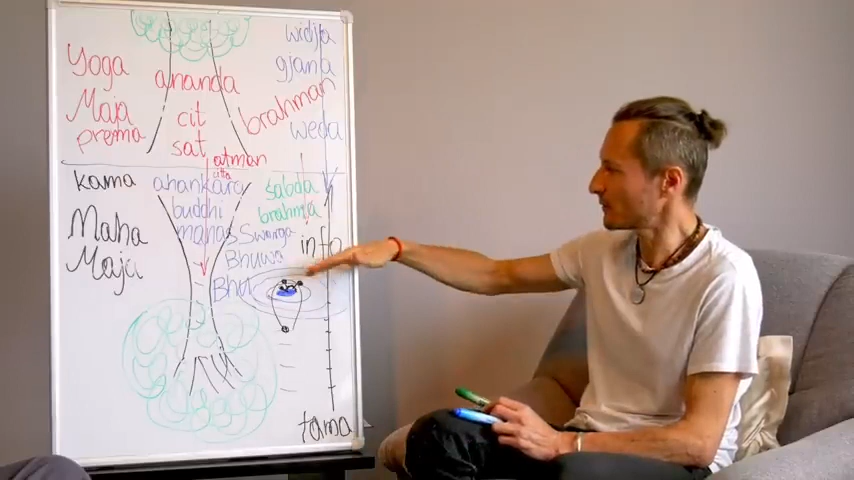 widja
gjana
brahman
weda
Yoga
Maja
prema
ananda
cit
sat
atman
citta
kama
Maha
Maja
ahankara
buddhi
manas
sabda
brahma
Swarga
Bhuwa
Bhu
info
tama